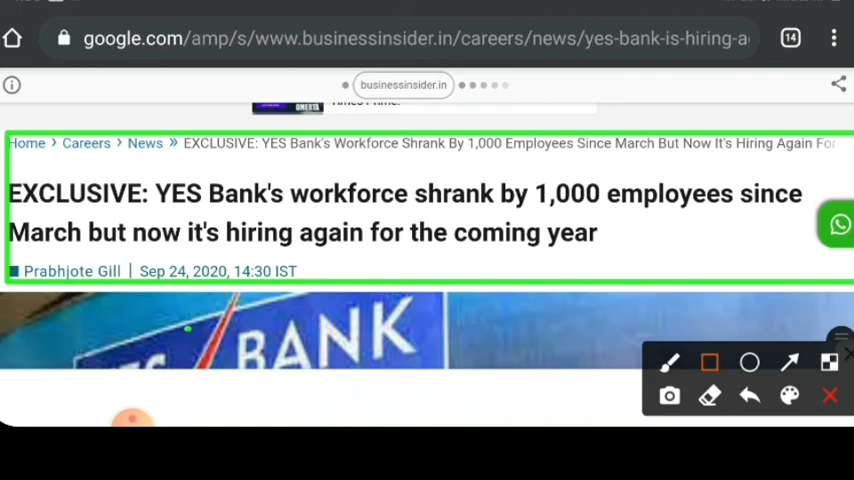 google.com/amp/s/www.businessinsider.in/careers/news/yes-bank-is-hiring-a
14
businessinsider.in
Home > Careers > News » EXCLUSIVE: YES Bank's Workforce Shrank By 1,000 Employees Since March But Now It's Hiring Again For
EXCLUSIVE: YES Bank's workforce shrank by 1,000 employees since
March but now it's hiring again for the coming year
Prabhjote Gill | Sep 24, 2020, 14:30 IST
BANK